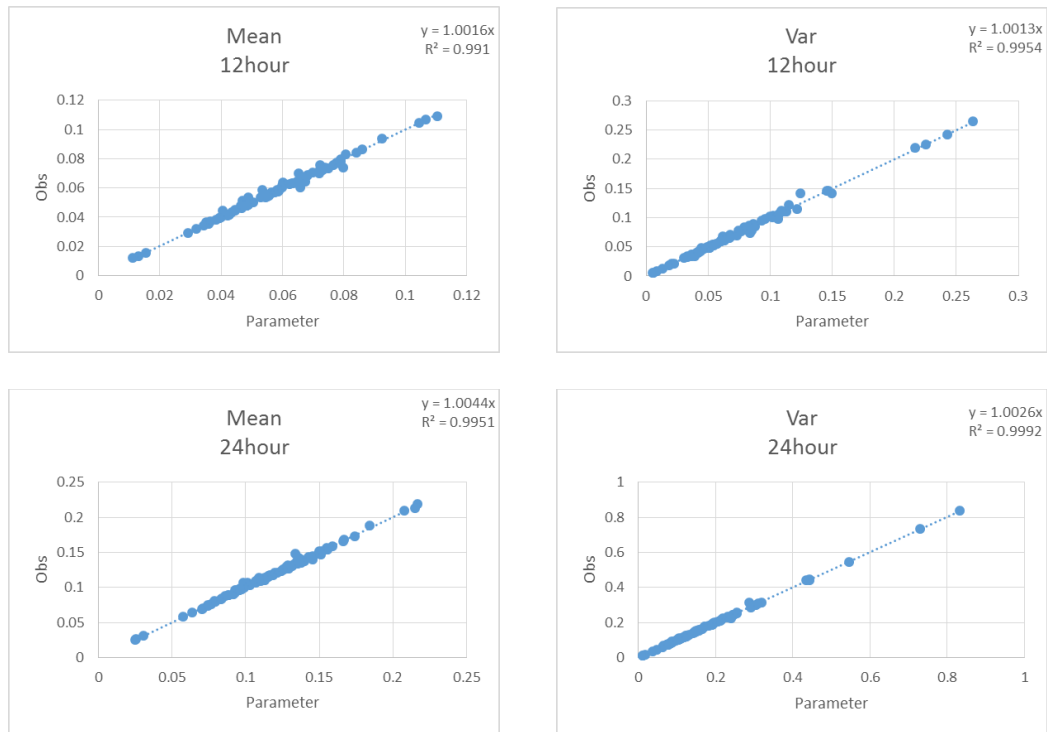 Mean
12hour
y = 1.0016x
R² = 0.991
0.12
0.1
0.08
0.06
0.04
0.02
0
Obs
0
0.02
0.04
0.06
0.08
0.1
0.12
Parameter
Var
12hour
y = 1.0013x
R² = 0.9954
0.3
0.25
0.2
0.15
0.1
0.05
0
Obs
0
0.05
0.1
0.15
0.2
0.25
0.3
Parameter
Mean
24hour
y = 1.0044x
R² = 0.9951
0.25
0.2
0.15
0.1
0.05
0
Obs
0
0.05
0.1
0.15
0.2
0.25
Parameter
Var
24hour
y = 1.0026x
R² = 0.9992
1
0.8
0.6
0.4
0.2
0
Obs
0
0.2
0.4
0.6
0.8
1
Parameter